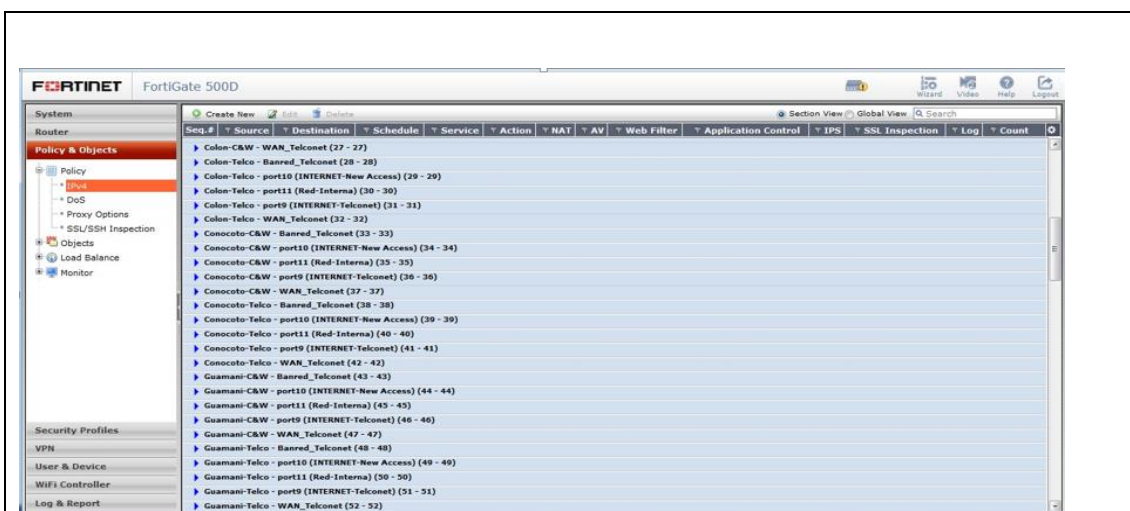 FORTINET FortiGate 500D
Wizard Video Help Logout
System
Router
Policy & Objects
Policy
IPv4
DoS
Proxy Options
SSL/SSH Inspection
Objects
Load Balance
Monitor
Security Profiles
VPN
User & Device
WiFi Controller
Log & Report
Create New Edit Delete
Section View Global View Search
Seq.# Source Destination Schedule Service Action NAT AV Web Filter Application Control IPS SSL Inspection Log Count
Colon-C&W - WAN_Telconet (27 - 27)
Colon-Telco - Banred_Telconet (28 - 28)
Colon-Telco - port10 (INTERNET-New Access) (29 - 29)
Colon-Telco - port11 (Red-Interna) (30 - 30)
Colon-Telco - port9 (INTERNET-Telconet) (31 - 31)
Colon-Telco - WAN_Telconet (32 - 32)
Conocoto-C&W - Banred_Telconet (33 - 33)
Conocoto-C&W - port10 (INTERNET-New Access) (34 - 34)
Conocoto-C&W - port11 (Red-Interna) (35 - 35)
Conocoto-C&W - port9 (INTERNET-Telconet) (36 - 36)
Conocoto-C&W - WAN_Telconet (37 - 37)
Conocoto-Telco - Banred_Telconet (38 - 38)
Conocoto-Telco - port10 (INTERNET-New Access) (39 - 39)
Conocoto-Telco - port11 (Red-Interna) (40 - 40)
Conocoto-Telco - port9 (INTERNET-Telconet) (41 - 41)
Conocoto-Telco - WAN_Telconet (42 - 42)
Guamani-C&W - Banred_Telconet (43 - 43)
Guamani-C&W - port10 (INTERNET-New Access) (44 - 44)
Guamani-C&W - port11 (Red-Interna) (45 - 45)
Guamani-C&W - port9 (INTERNET-Telconet) (46 - 46)
Guamani-C&W - WAN_Telconet (47 - 47)
Guamani-Telco - Banred_Telconet (48 - 48)
Guamani-Telco - port10 (INTERNET-New Access) (49 - 49)
Guamani-Telco - port11 (Red-Interna) (50 - 50)
Guamani-Telco - port9 (INTERNET-Telconet) (51 - 51)
Guamani-Telco - WAN_Telconet (52 - 52)